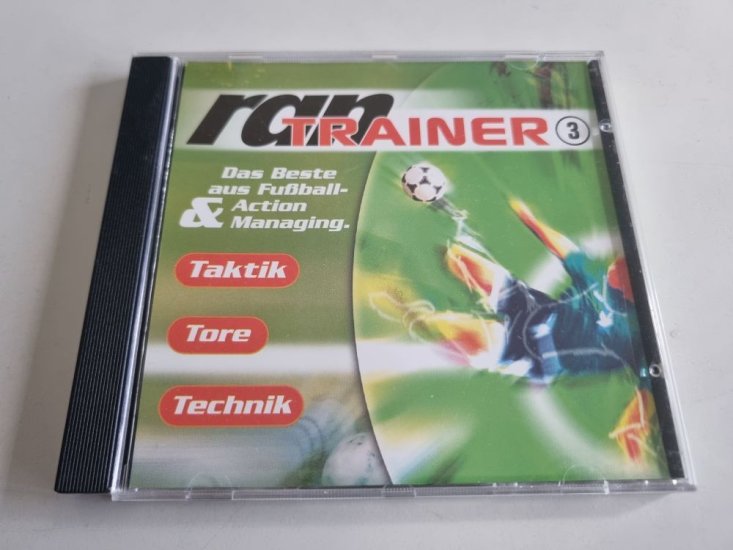 ran
TRAINER 3
Das Beste
aus Fußball-
& Action
Managing.
Taktik
Tore
Technik